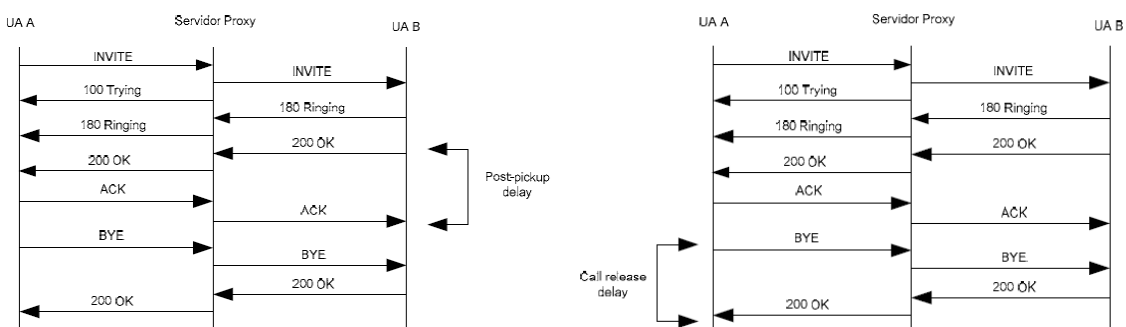 UA A
Servidor Proxy
UA B
INVITE
INVITE
100 Trying
180 Ringing
180 Ringing
200 OK
200 OK
ACK
ACK
BYE
BYE
200 OK
200 OK
Post-pickup
delay
UA A
Servidor Proxy
UA B
INVITE
INVITE
100 Trying
180 Ringing
180 Ringing
200 OK
200 OK
ACK
ACK
BYE
BYE
200 OK
200 OK
Call release
delay